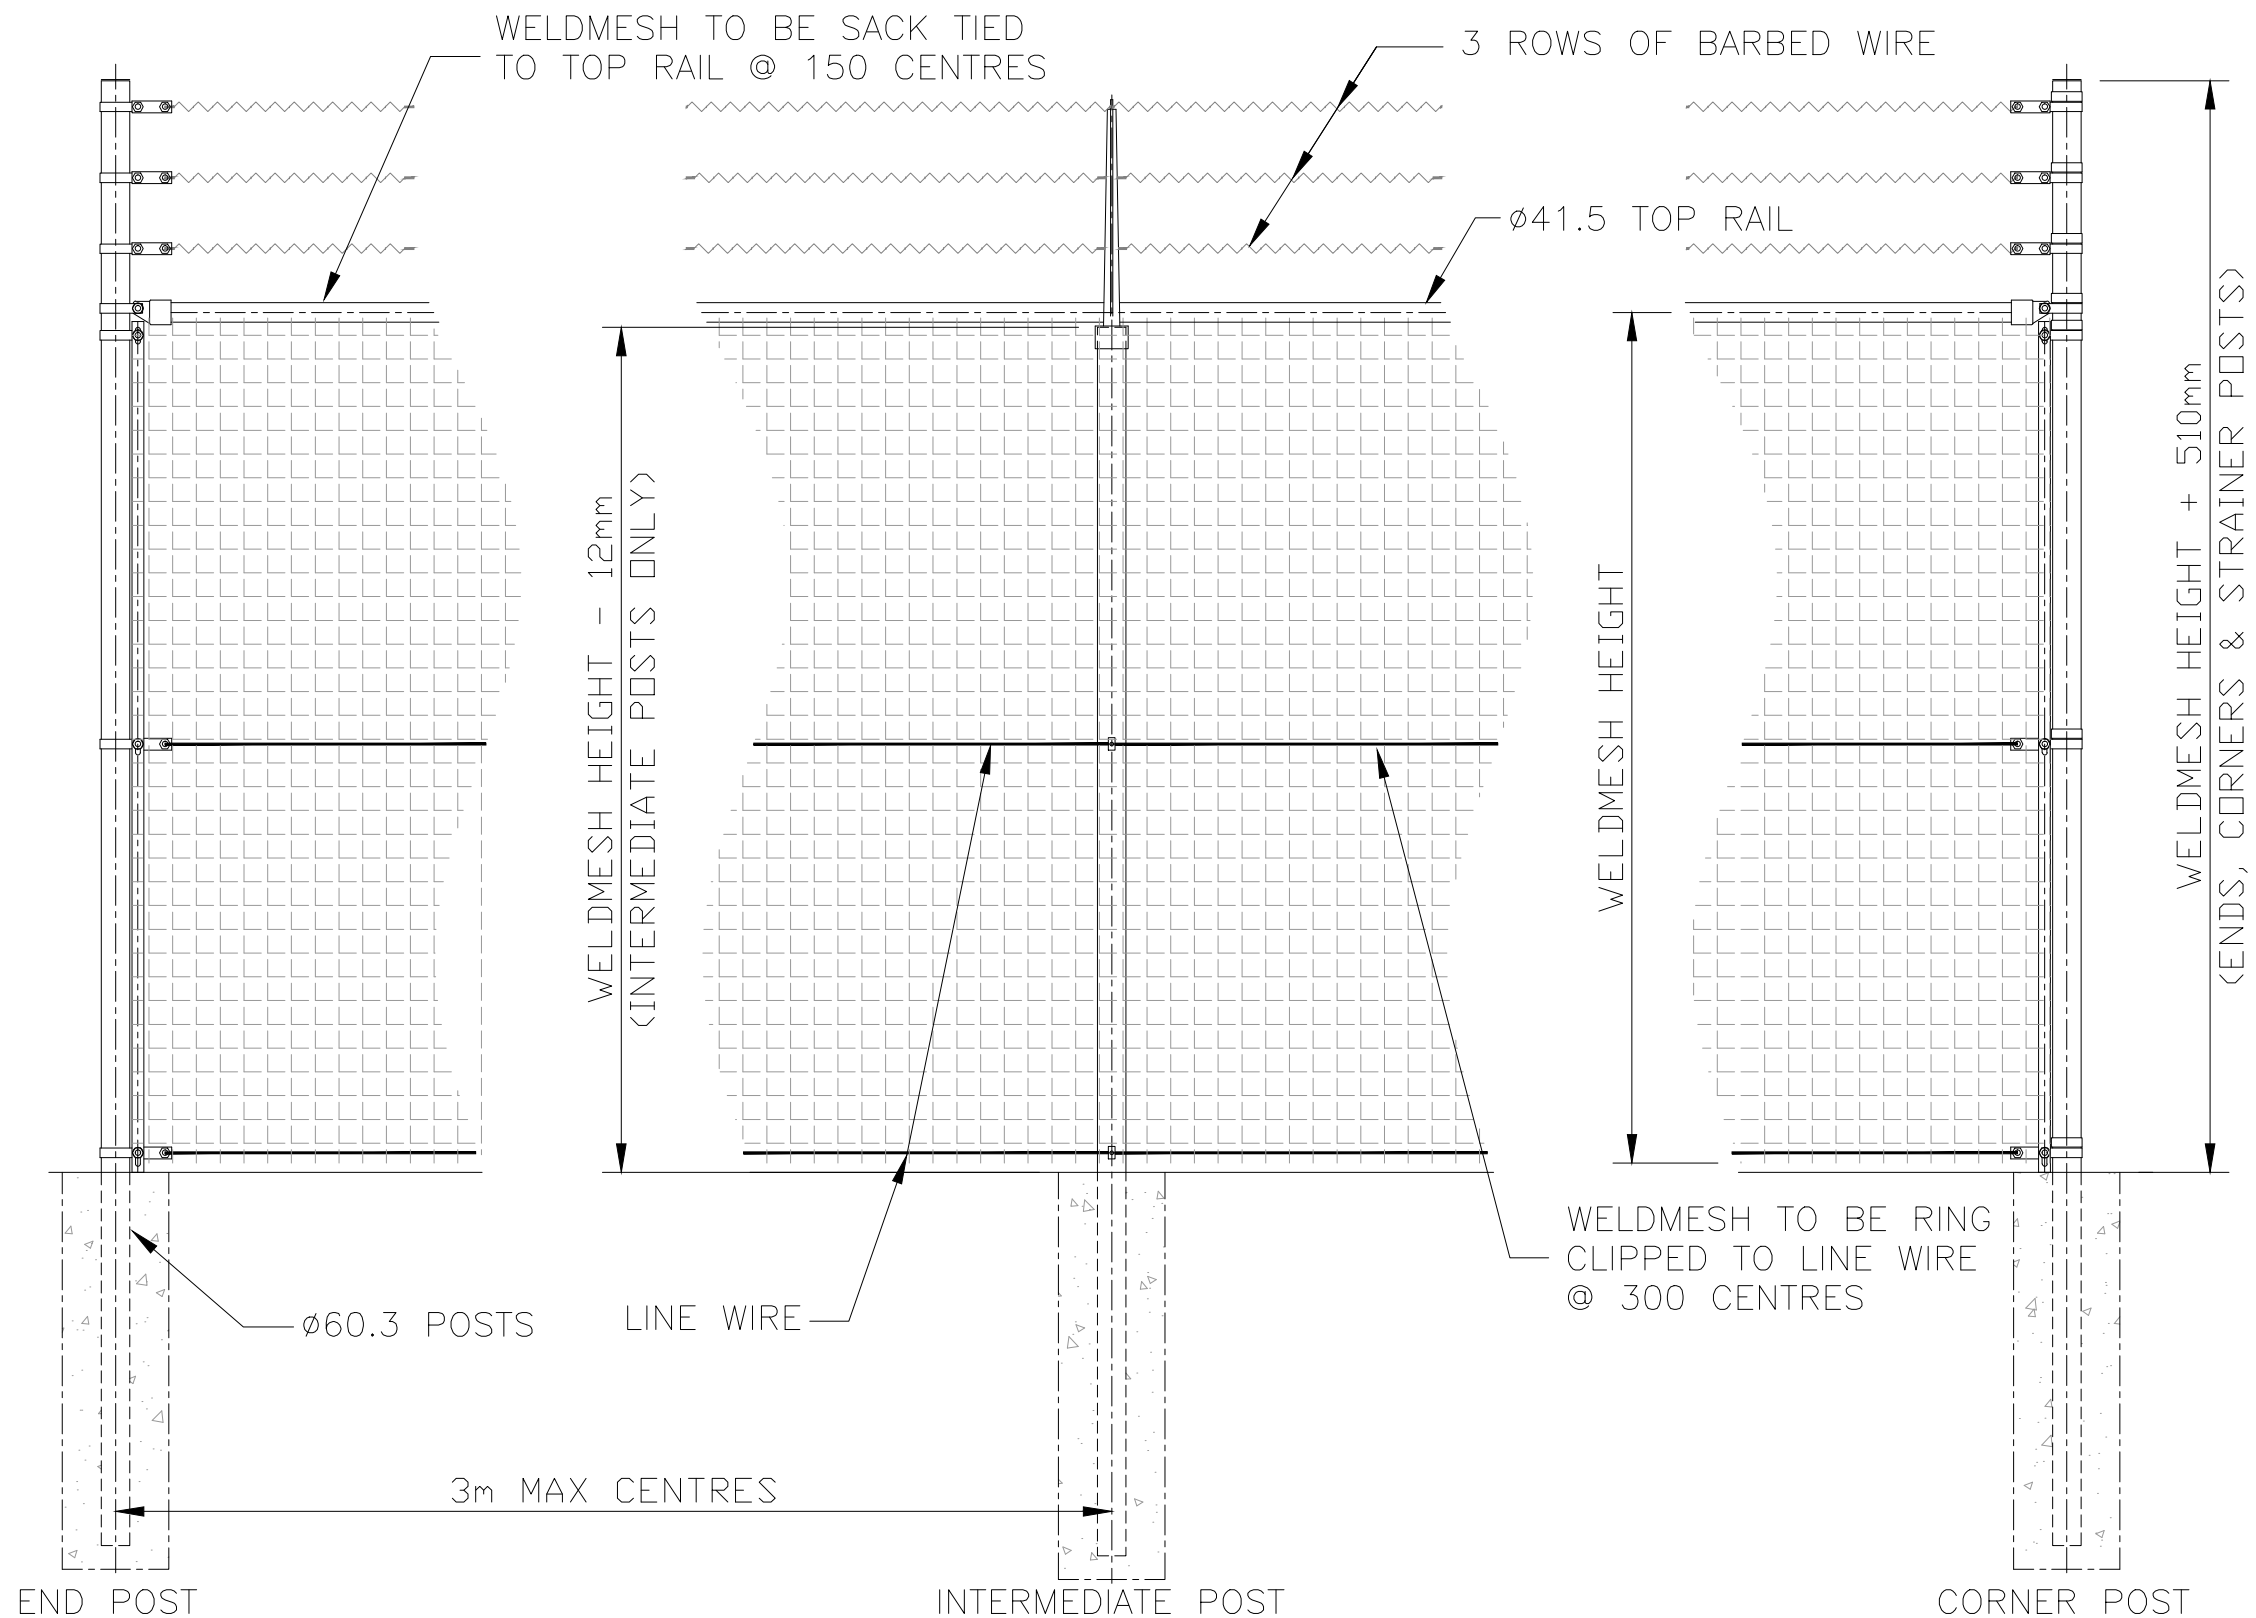 WELDMESH TO BE SACK TIED
TO TOP RAIL @ 150 CENTRES
3 ROWS OF BARBED WIRE
ø41.5 TOP RAIL
WELDMESH HEIGHT - 12mm
(INTERMEDIATE POSTS ONLY)
WELDMESH HEIGHT
WELDMESH HEIGHT + 510mm
(ENDS, CORNERS & STRAINER POSTS)
WELDMESH TO BE RING
CLIPPED TO LINE WIRE
@ 300 CENTRES
ø60.3 POSTS
LINE WIRE
3m MAX CENTRES
END POST
INTERMEDIATE POST
CORNER POST